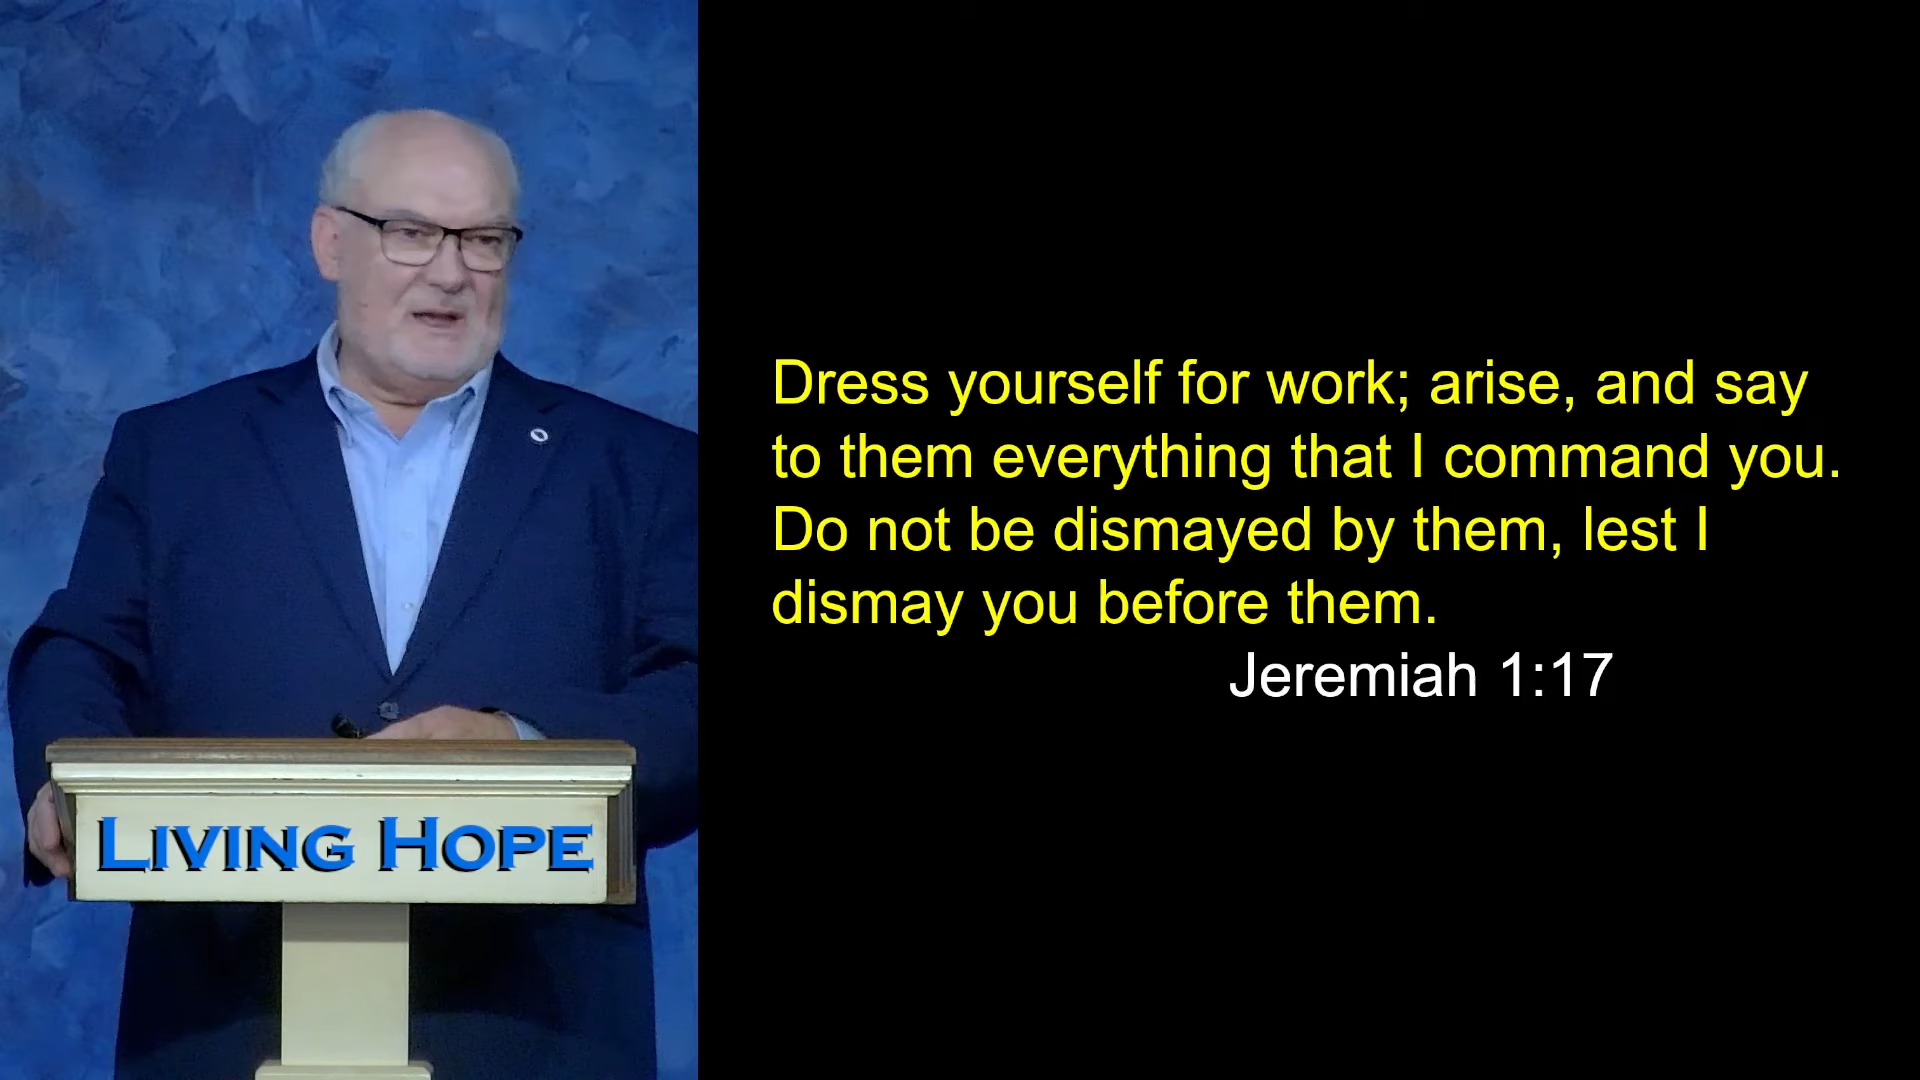 Dress yourself for work; arise, and say
to them everything that I command you.
Do not be dismayed by them, lest I
dismay you before them.
Jeremiah 1:17
LIVING HOPE